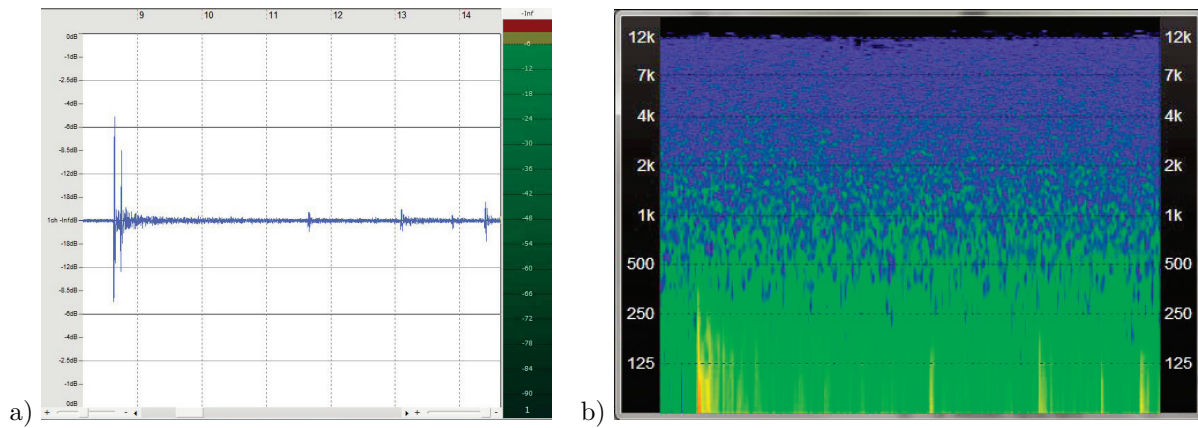 9 10 11 12 13 14 -Inf
0dB
-1dB
-2.5dB
-4dB
-6dB
-8.5dB
-12dB
-18dB
1ch -InfdB
-18dB
-12dB
-8.5dB
-6dB
-4dB
-2.5dB
-1dB
0dB
-6
-12
-18
-24
-30
-36
-42
-48
-54
-60
-66
-72
-78
-84
-90
1
+ - + -
a)
12k 12k
7k 7k
4k 4k
2k 2k
1k 1k
500 500
250 250
125 125
b)